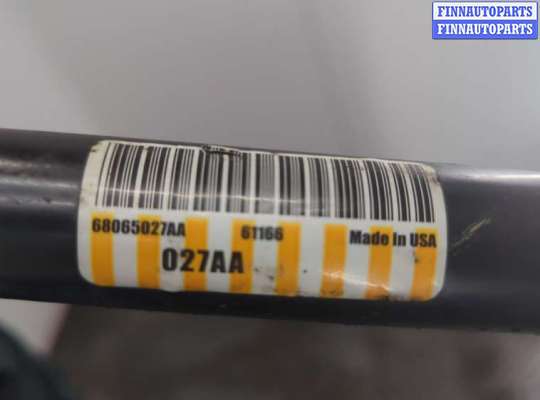 FINNAUTOPARTS
FINNAUTOPARTS
68065027AA 61166 Made In USA
027AA